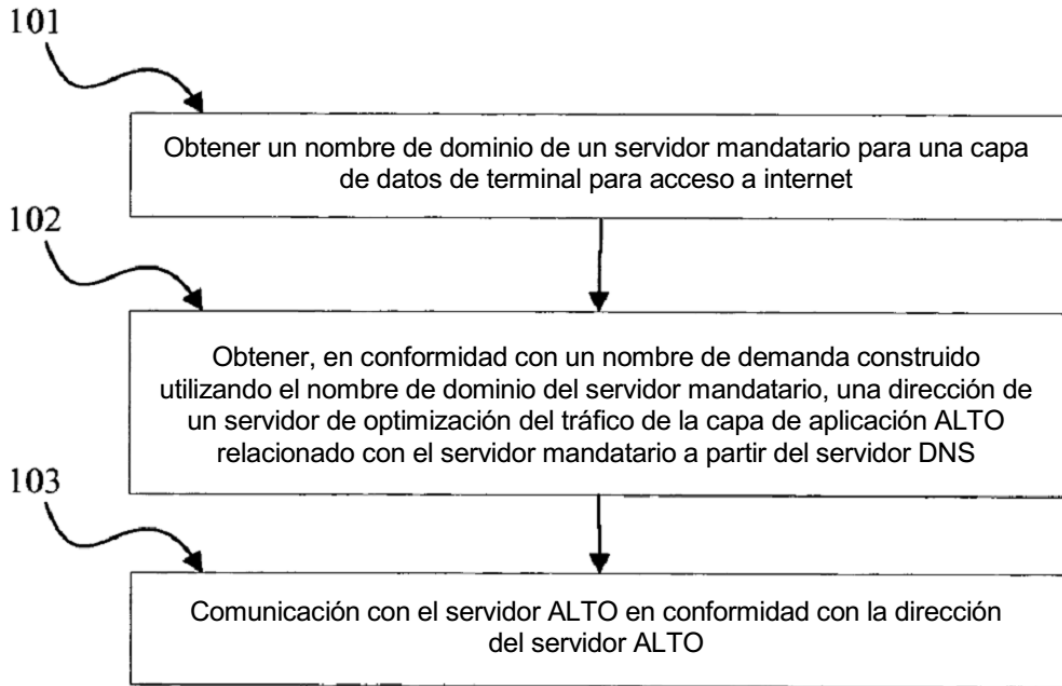 101
Obtener un nombre de dominio de un servidor mandatario para una capa
de datos de terminal para acceso a internet
102
Obtener, en conformidad con un nombre de demanda construido
utilizando el nombre de dominio del servidor mandatario, una dirección de
un servidor de optimización del tráfico de la capa de aplicación ALTO
relacionado con el servidor mandatario a partir del servidor DNS
103
Comunicación con el servidor ALTO en conformidad con la dirección
del servidor ALTO